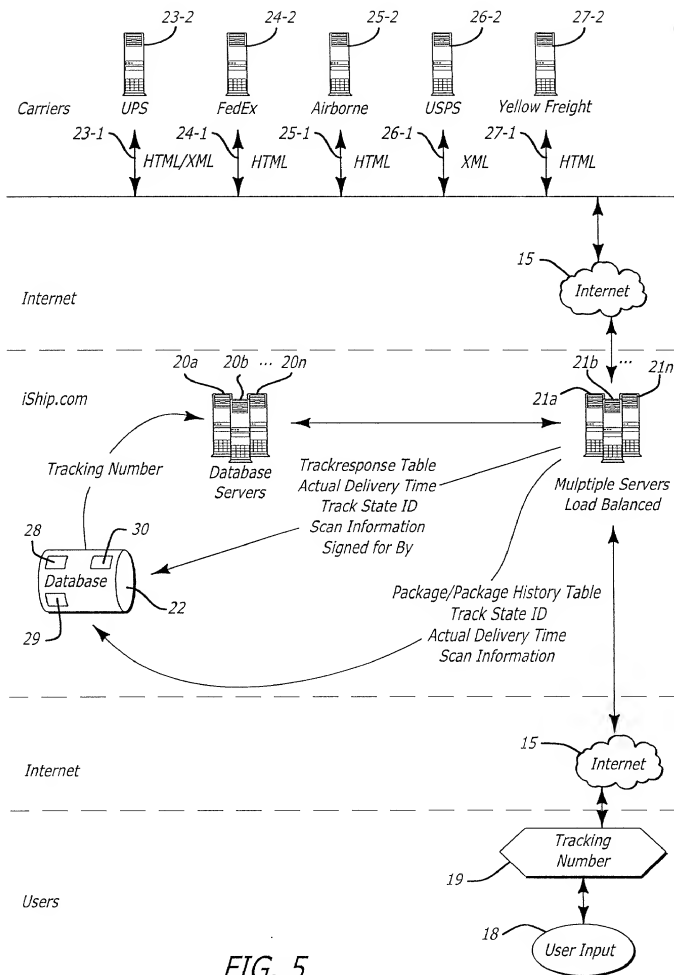 23-2
24-2
25-2
26-2
27-2
Carriers
UPS
FedEx
Airborne
USPS
Yellow Freight
23-1
24-1
25-1
26-1
27-1
HTML/XML
HTML
HTML
XML
HTML
15
Internet
Internet
20a
20b
... 20n
21b
...
21n
21a
iShip.com
Tracking Number
Database
Servers
Trackresponse Table
Actual Delivery Time
Track State ID
Scan Information
Signed for By
Mulptiple Servers
Load Balanced
28
30
Database
22
29
Package/Package History Table
Track State ID
Actual Delivery Time
Scan Information
15
Internet
Internet
Tracking
Number
19
Users
18
User Input
FIG. 5